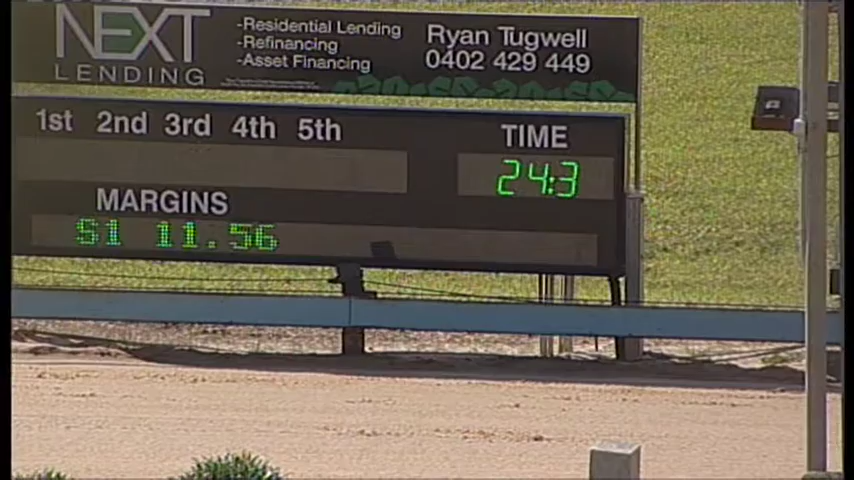 NEXT
LENDING
-Residential Lending
-Refinancing
-Asset Financing
Ryan Tugwell
0402 429 449
1st 2nd 3rd 4th 5th
TIME
24:3
MARGINS
S1 11.56